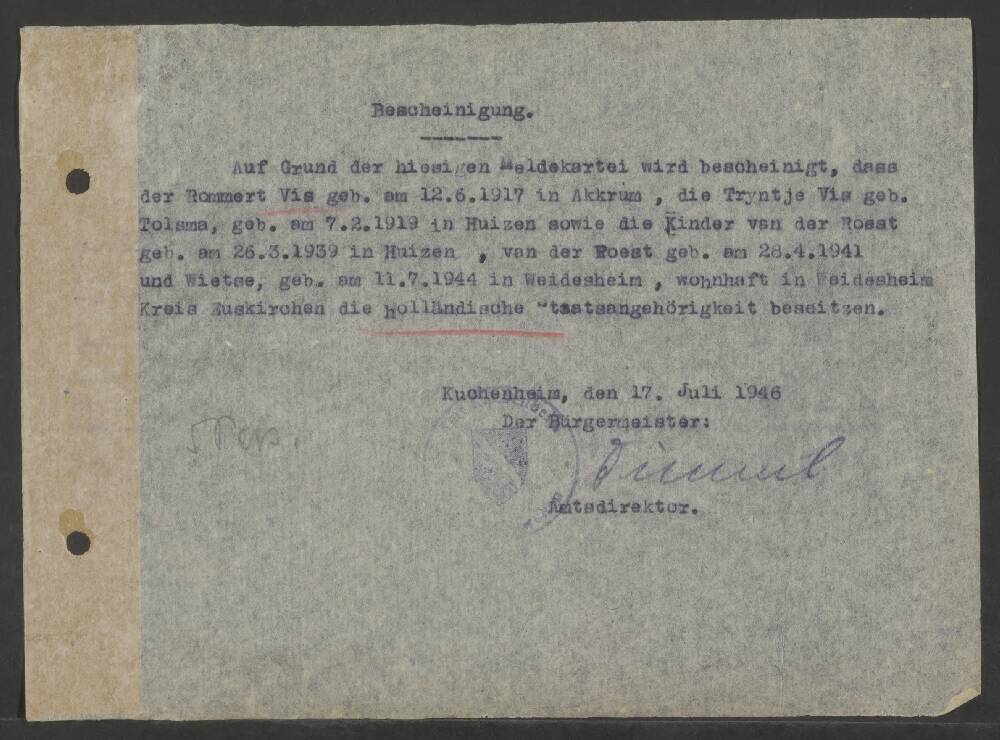 Bescheinigung.
Auf Grund der hiesigen Meldekartei wird bescheinigt, dass
der Rommert Vis geb. am 12.6.1917 in Akkrum , die Tryntje Vis geb.
Tolsma, geb. am 7.2.1919 in Huizen sowie die Kinder van der Roest
geb. am 26.3.1939 in Huizen , van der Roest geb. am 28.4.1941
und Wietse, geb. am 11.7.1944 in Weidesheim , wohnhaft in Weidesheim
Kreis Euskirchen die Holländische Staatsangehörigkeit beseitzen.
Kuchenheim, den 17. Juli 1946
Der Bürgermeister:
Amtsdirektor.
5 Pers.